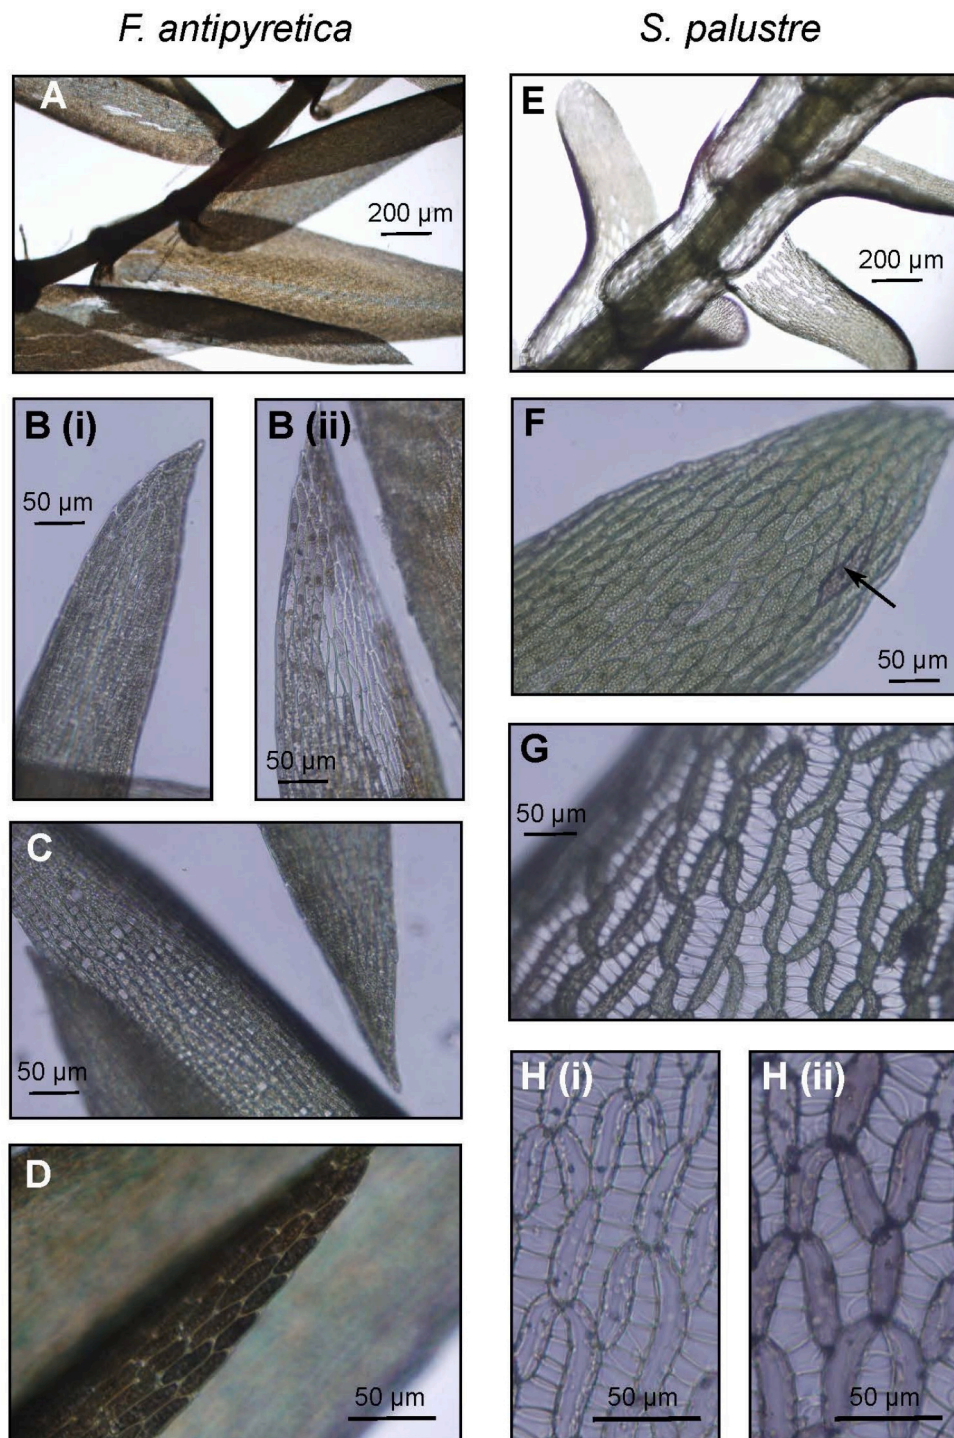 F. antipyretica
S. palustre
A
200 µm
E
200 µm
B (i)
50 µm
B (ii)
50 µm
F
50 µm
G
50 µm
C
50 µm
D
50 µm
H (i)
50 µm
H (ii)
50 µm